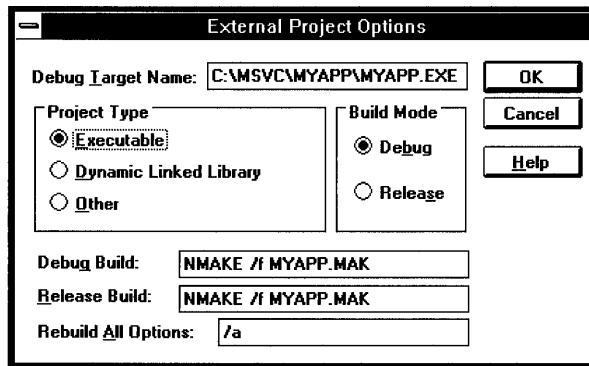 External Project Options
Debug Target Name: C:\MSVC\MYAPP\MYAPP.EXE
OK
Project Type
Executable
Dynamic Linked Library
Other
Build Mode
Debug
Release
Cancel
Help
Debug Build: NMAKE /f MYAPP.MAK
Release Build: NMAKE /f MYAPP.MAK
Rebuild All Options: /a